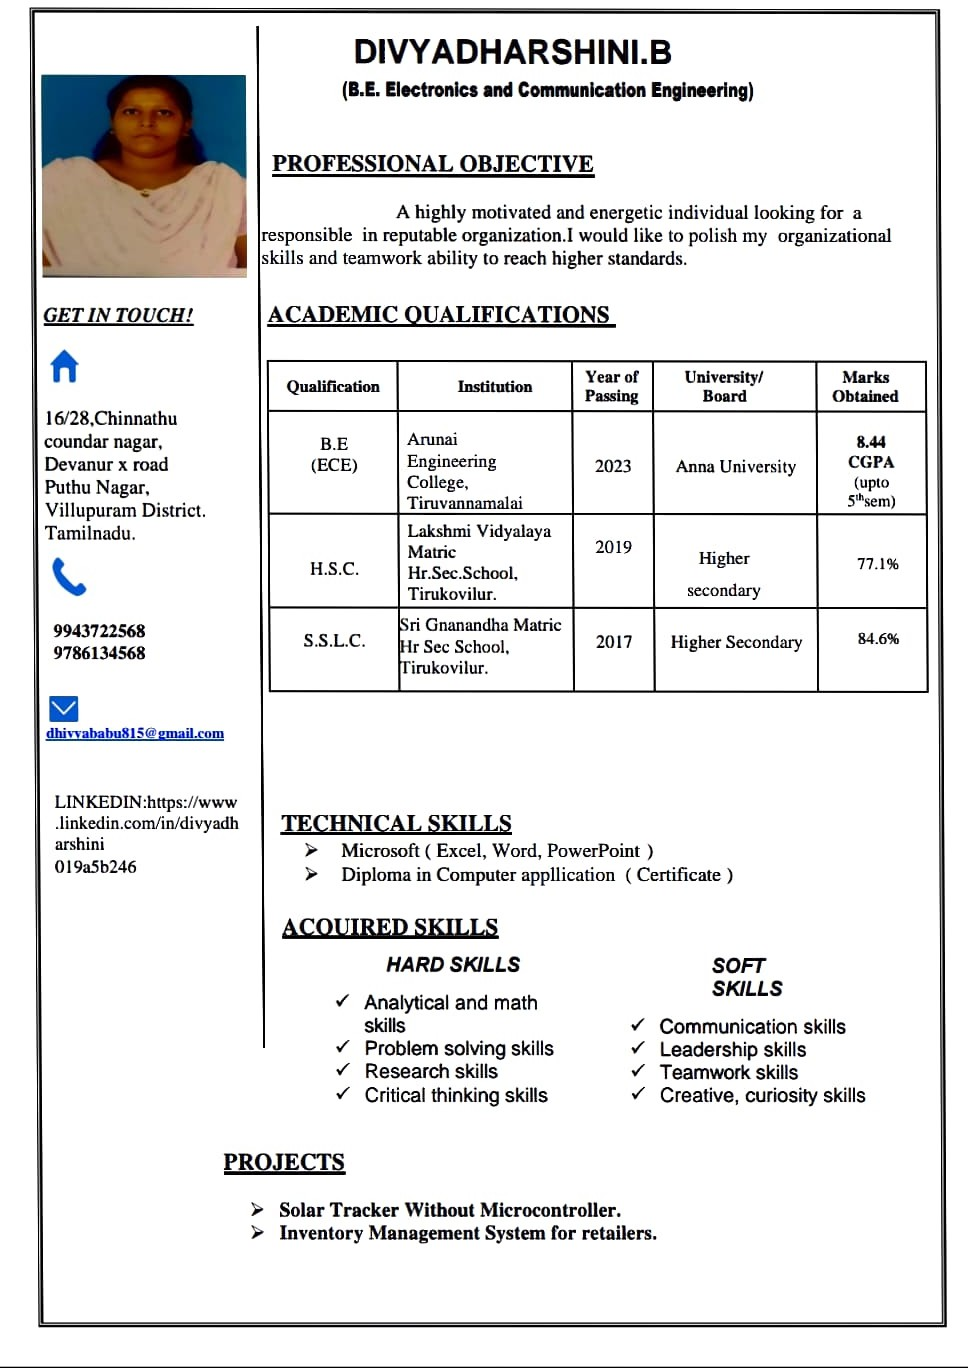 DIVYADHARSHINI.B
(B.E. Electronics and Communication Engineering)
PROFESSIONAL OBJECTIVE
A highly motivated and energetic individual looking for a
responsible in reputable organization.I would like to polish my organizational
skills and teamwork ability to reach higher standards.
GET IN TOUCH!
16/28,Chinnathu
coundar nagar,
Devanur x road
Puthu Nagar,
Villupuram District.
Tamilnadu.
9943722568
9786134568
dhivyababu815@gmail.com
LINKEDIN:https://www
.linkedin.com/in/divyadh
arshini
019a5b246
ACADEMIC QUALIFICATIONS
Qualification
Institution
Year of
Passing
University/
Board
Marks
Obtained
B.E
(ECE)
Arunai
Engineering
College,
Tiruvannamalai
2023
Anna University
8.44
CGPA
(upto
5thsem)
H.S.C.
Lakshmi Vidyalaya
Matric
Hr.Sec.School,
Tirukovilur.
2019
Higher
secondary
77.1%
S.S.L.C.
Sri Gnanandha Matric
Hr Sec School,
Tirukovilur.
2017
Higher Secondary
84.6%
TECHNICAL SKILLS
➢ Microsoft ( Excel, Word, PowerPoint )
➢ Diploma in Computer appllication ( Certificate )
ACQUIRED SKILLS
HARD SKILLS
✓ Analytical and math
skills
✓ Problem solving skills
✓ Research skills
✓ Critical thinking skills
SOFT
SKILLS
✓ Communication skills
✓ Leadership skills
✓ Teamwork skills
✓ Creative, curiosity skills
PROJECTS
➢ Solar Tracker Without Microcontroller.
➢ Inventory Management System for retailers.